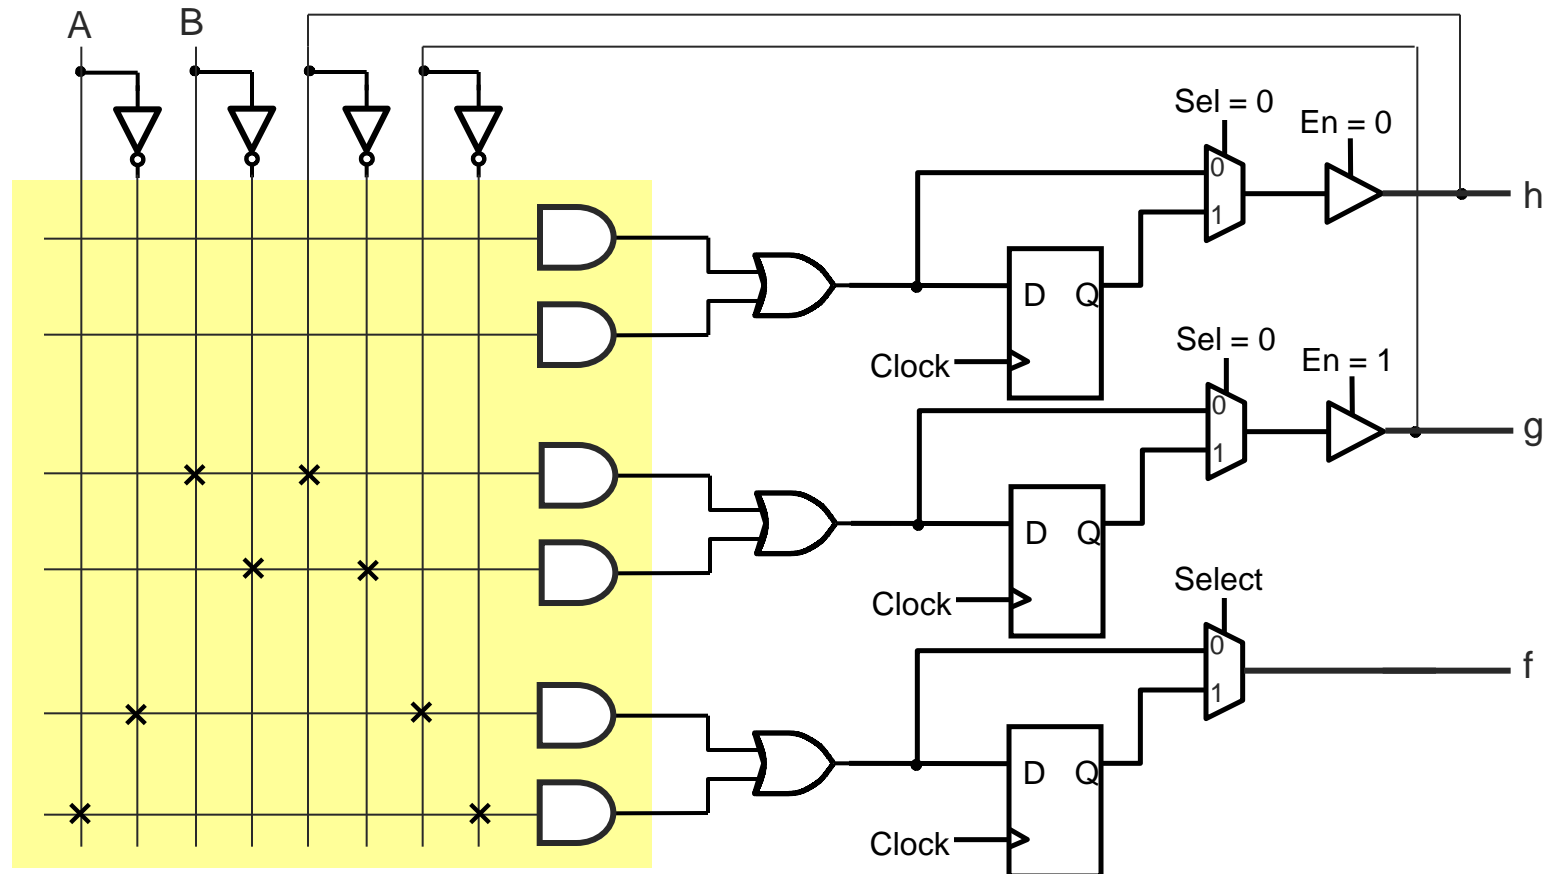 A
B
Sel = 0
En = 0
0
1
h
D Q
Clock
Sel = 0
En = 1
0
1
g
D Q
Clock
Select
0
1
f
D Q
Clock